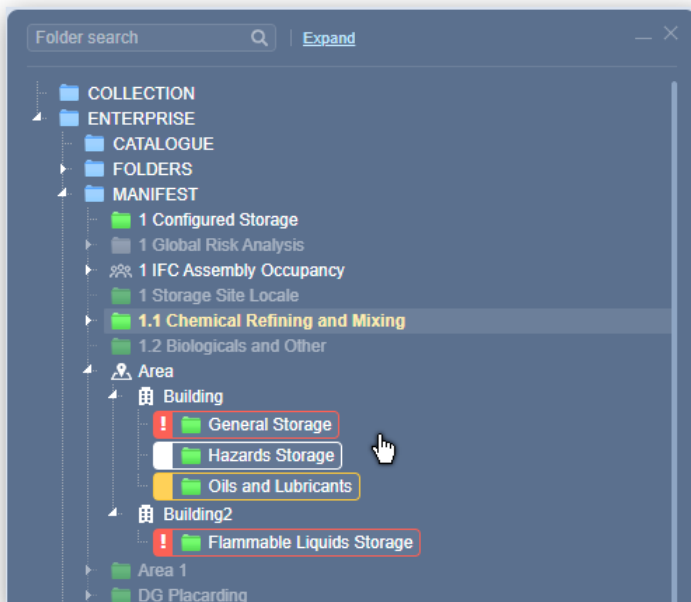 Folder search
Expand
COLLECTION
ENTERPRISE
CATALOGUE
FOLDERS
MANIFEST
1 Configured Storage
1 Global Risk Analysis
1 IFC Assembly Occupancy
1 Storage Site Locale
1.1 Chemical Refining and Mixing
1.2 Biologicals and Other
Area
Building
! General Storage
Hazards Storage
Oils and Lubricants
Building2
! Flammable Liquids Storage
Area 1
DG Placarding